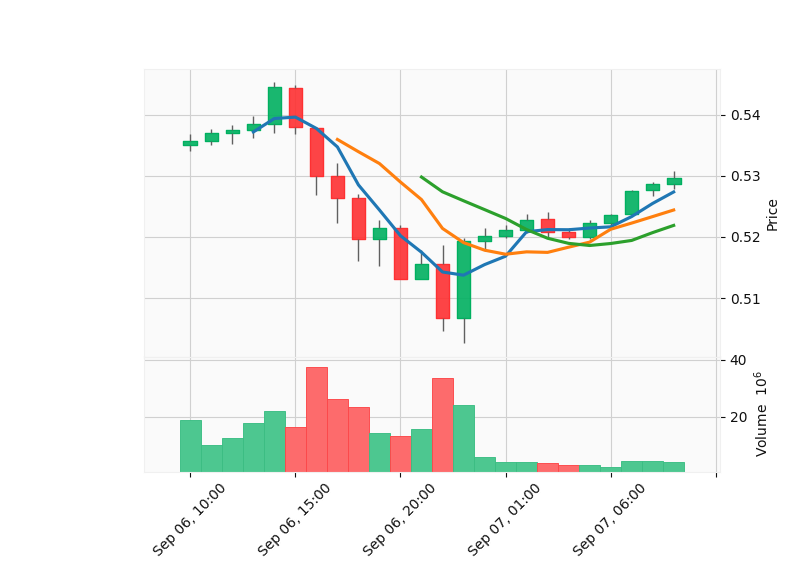 0.54
0.53
0.52
0.51
Price
40
20
Volume 10^6
Sep 06, 10:00
Sep 06, 15:00
Sep 06, 20:00
Sep 07, 01:00
Sep 07, 06:00